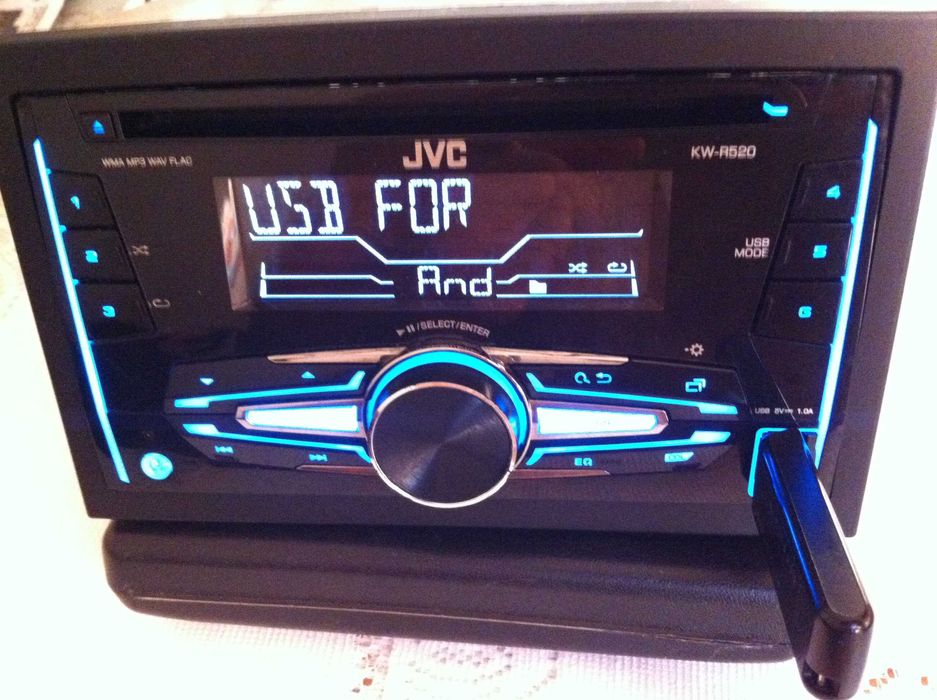 WMA MP3 WAV FLAC
JVC
KW-R520
USB FOR
And
1
2
3
4
USB
MODE
5
6
/SELECT/ENTER
USB 5V 1.0A
EQ